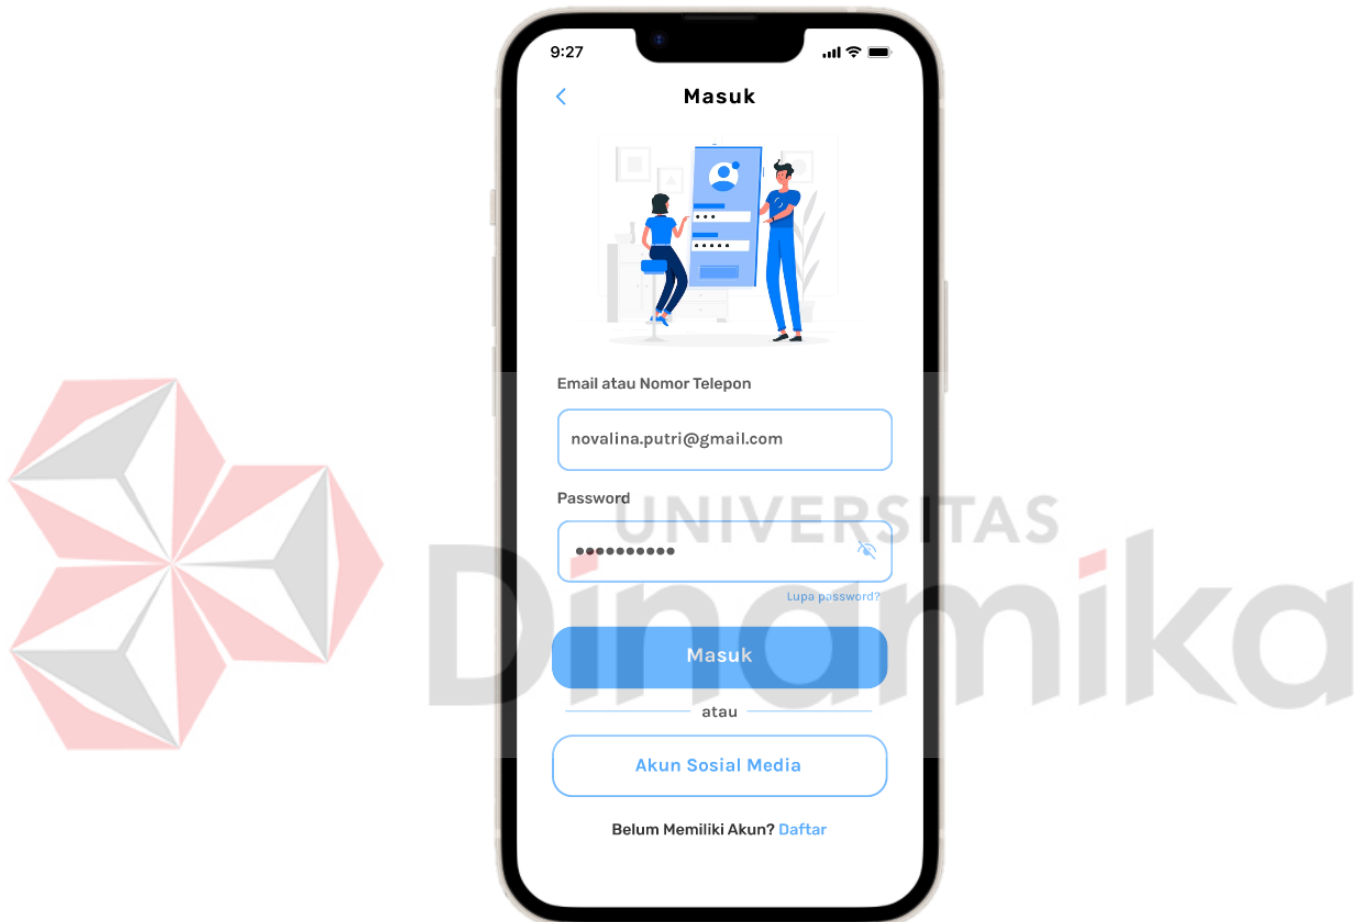 9:27
Masuk
Email atau Nomor Telepon
novalina.putri@gmail.com
Password
UNIVERSITAS
••••••••••
Dinamika
Lupa password?
Masuk
atau
Akun Sosial Media
Belum Memiliki Akun? Daftar